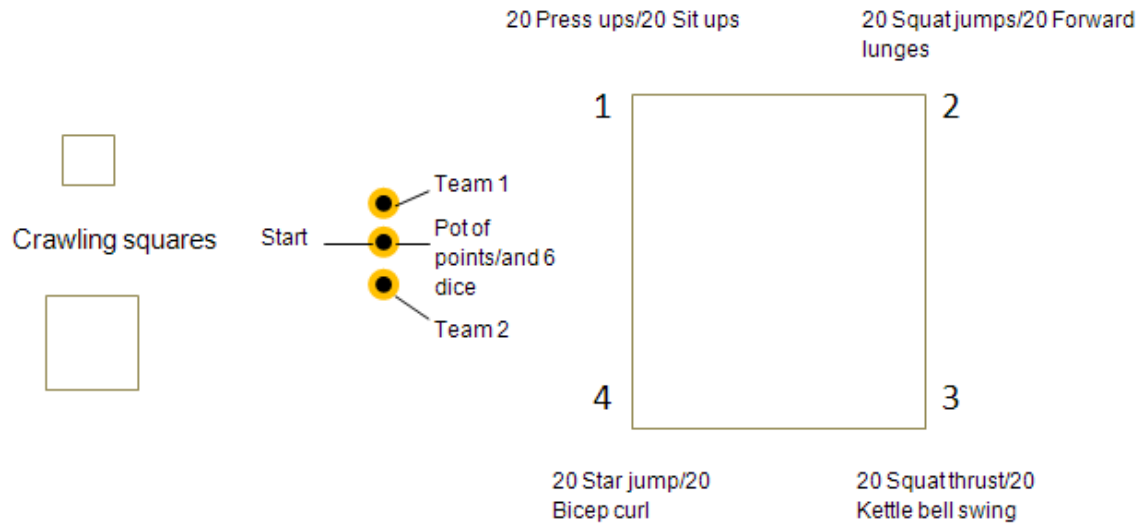 20 Press ups/20 Sit ups
20 Squat jumps/20 Forward
lunges
1
2
Team 1
Crawling squares
Start
Pot of
points/and 6
dice
Team 2
4
3
20 Star jump/20
Bicep curl
20 Squat thrust/20
Kettle bell swing